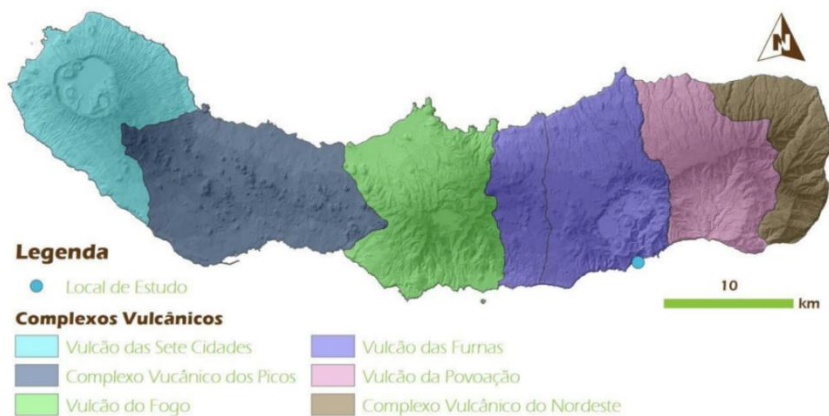 N
Legenda
Local de Estudo
10
km
Complexos Vulcânicos
Vulcão das Sete Cidades
Vulcão das Furnas
Complexo Vucânico dos Picos
Vulcão da Povoação
Vulcão do Fogo
Complexo Vulcânico do Nordeste